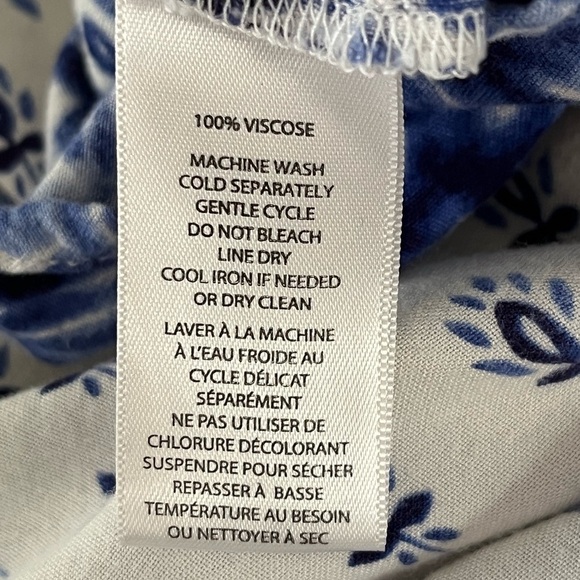 100% VISCOSE
MACHINE WASH
COLD SEPARATELY
GENTLE CYCLE
DO NOT BLEACH
LINE DRY
COOL IRON IF NEEDED
OR DRY CLEAN
LAVER À LA MACHINE
À L'EAU FROIDE AU
CYCLE DÉLICAT
SÉPARÉMENT
NE PAS UTILISER DE
CHLORURE DÉCOLORANT
SUSPENDRE POUR SÉCHER
REPASSER À BASSE
TEMPÉRATURE AU BESOIN
OU NETTOYER À SEC